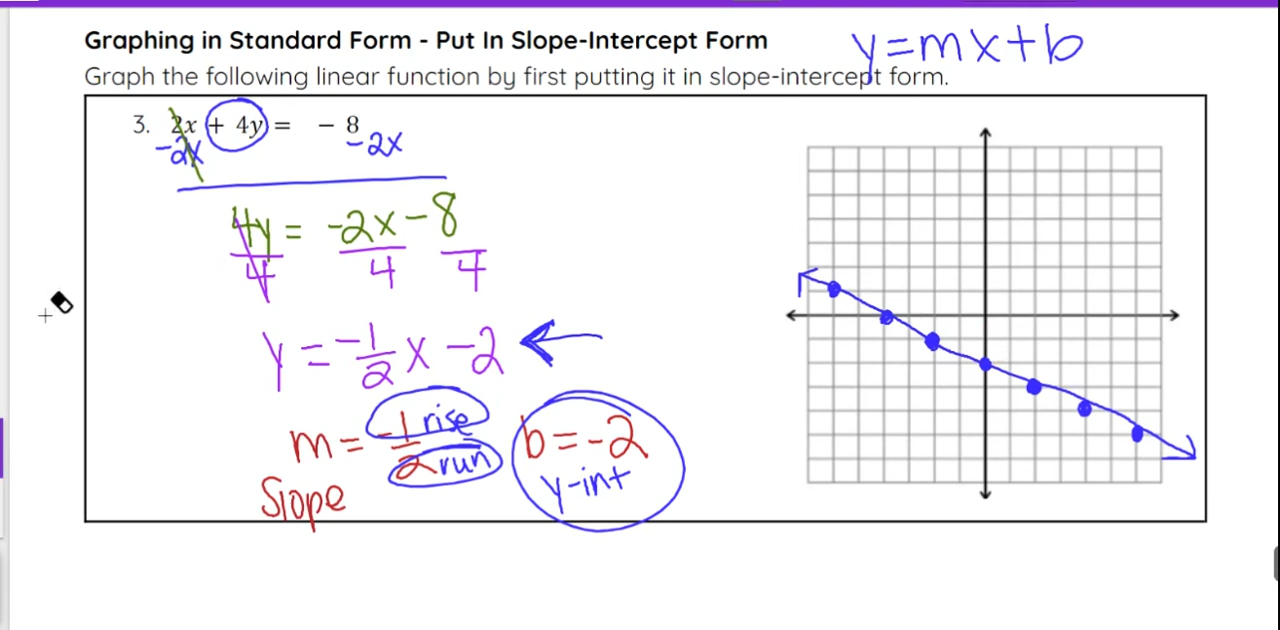 Graphing in Standard Form - Put In Slope-Intercept Form
y=mx+b
Graph the following linear function by first putting it in slope-intercept form.
3. 2x + 4y = - 8
-2x -2x
4y = -2x - 8
4 4 4
y = -1/2 x - 2
m = -1 rise / 2 run
b = -2
Slope
y-int